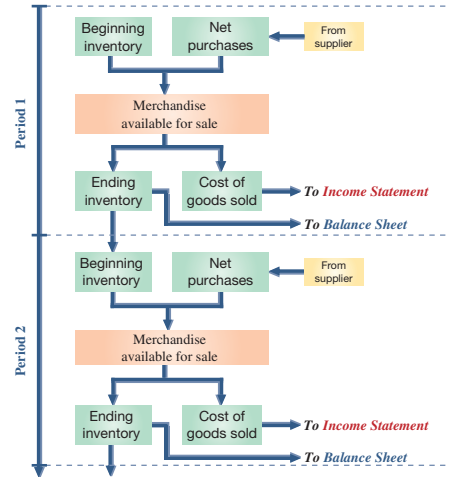 Period 1
Beginning
inventory
Net
purchases
From
supplier
Merchandise
available for sale
Ending
inventory
Cost of
goods sold
To Income Statement
To Balance Sheet
Period 2
Beginning
inventory
Net
purchases
From
supplier
Merchandise
available for sale
Ending
inventory
Cost of
goods sold
To Income Statement
To Balance Sheet